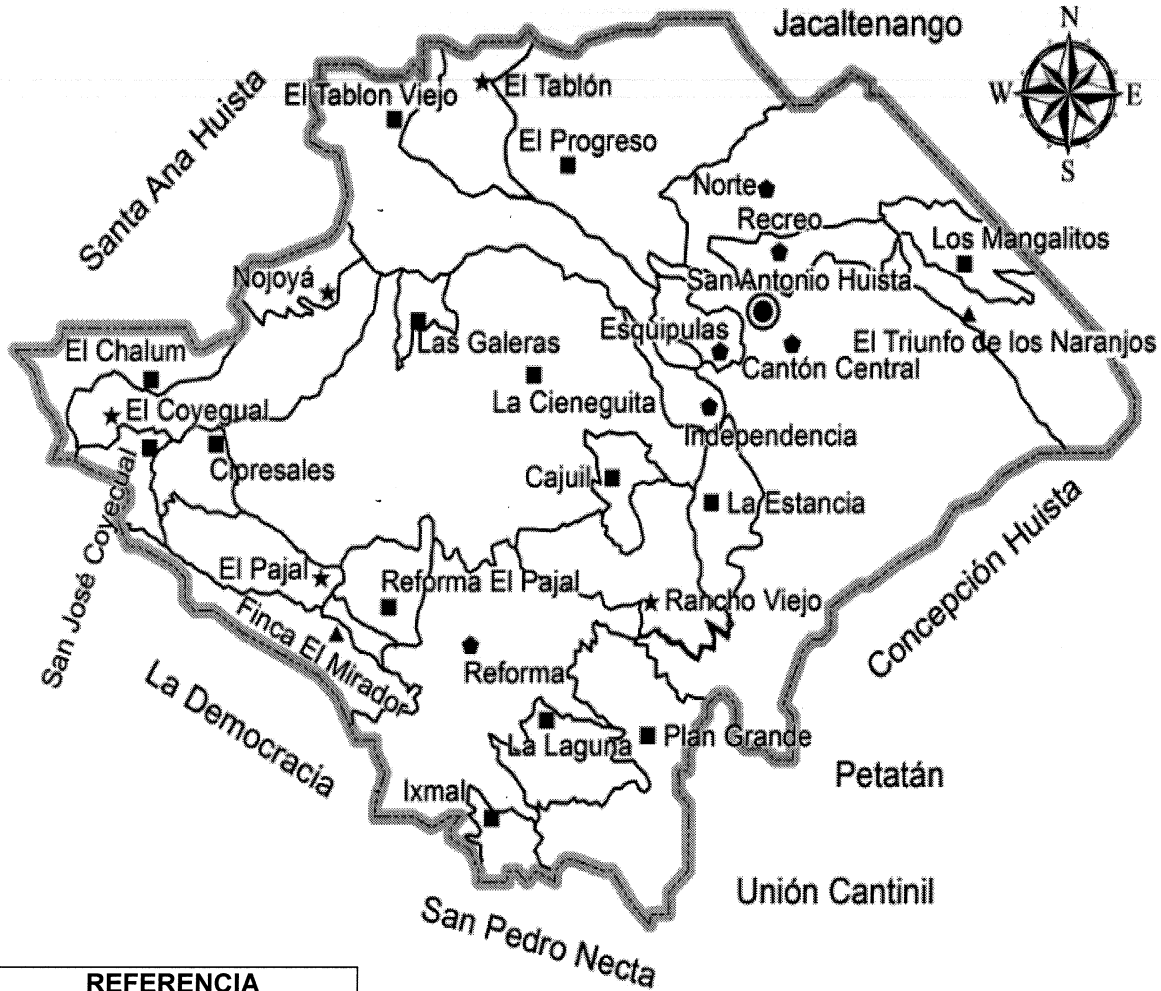 Jacaltenango
N
W
E
S
Santa Ana Huista
El Tablon Viejo
El Tablón
El Progreso
Norte
Recreo
Los Mangalitos
Nojoyá
San Antonio Huista
El Chalum
Las Galeras
Esquipulas
El Triunfo de los Naranjos
Cantón Central
El Coyegual
La Cieneguita
Independencia
Cipresales
Cajuil
La Estancia
San José Coyecual
El Pajal
Reforma El Pajal
Rancho Viejo
Concepción Huista
Finca El Mirador
Reforma
La Democracia
La Laguna
Plan Grande
Petatán
Ixmal
Unión Cantinil
San Pedro Necta
REFERENCIA